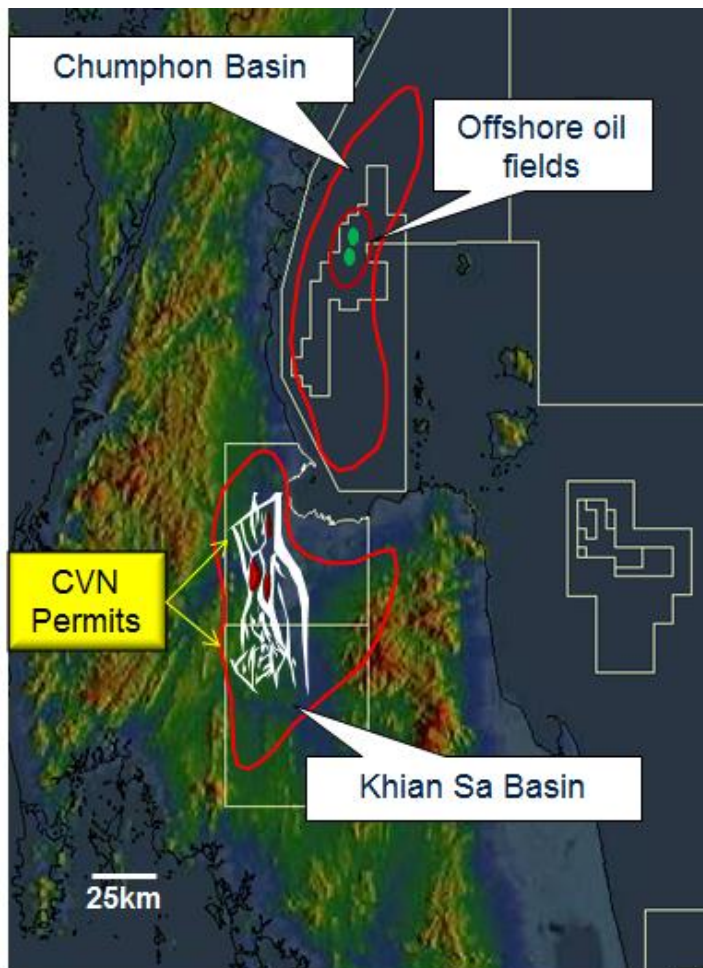 Chumphon Basin
Offshore oil
fields
CVN
Permits
Khian Sa Basin
25km